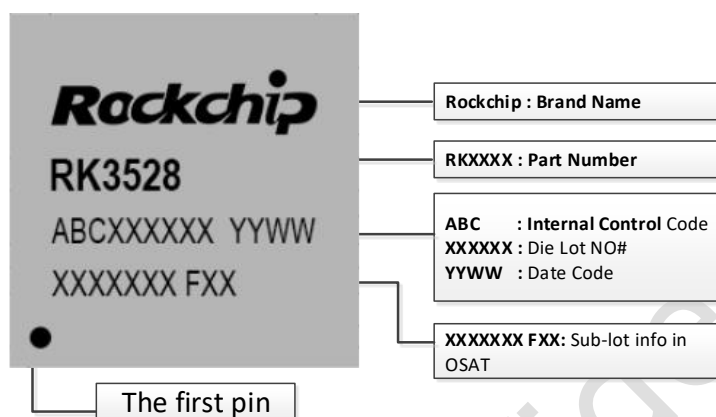 Rockchip
RK3528
ABCXXXXXX YYWW
XXXXXXX FXX
The first pin
Rockchip : Brand Name
RKXXXX : Part Number
ABC : Internal Control Code
XXXXXX : Die Lot NO#
YYWW : Date Code
XXXXXXX FXX: Sub-lot info in
OSAT